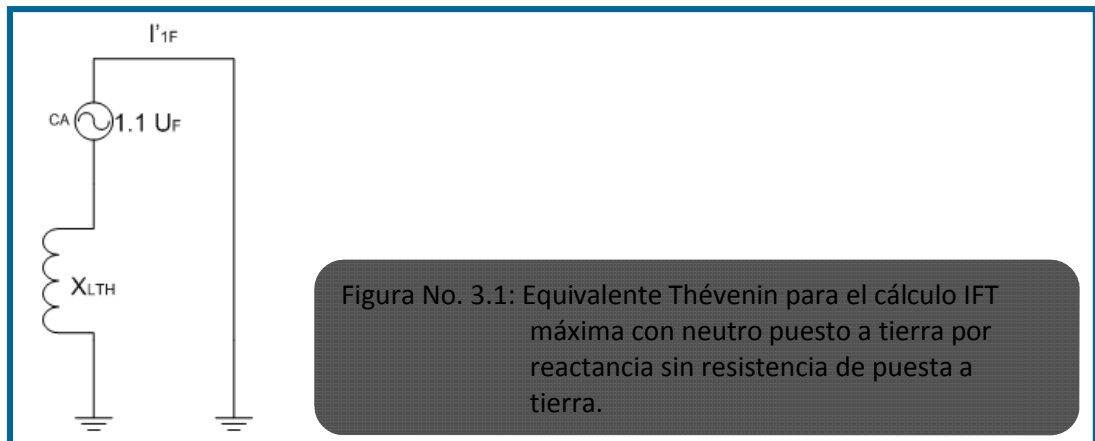 I'1F
CA 1.1 UF
XLTH
Figura No. 3.1: Equivalente Thévenin para el cálculo IFT
máxima con neutro puesto a tierra por
reactancia sin resistencia de puesta a
tierra.